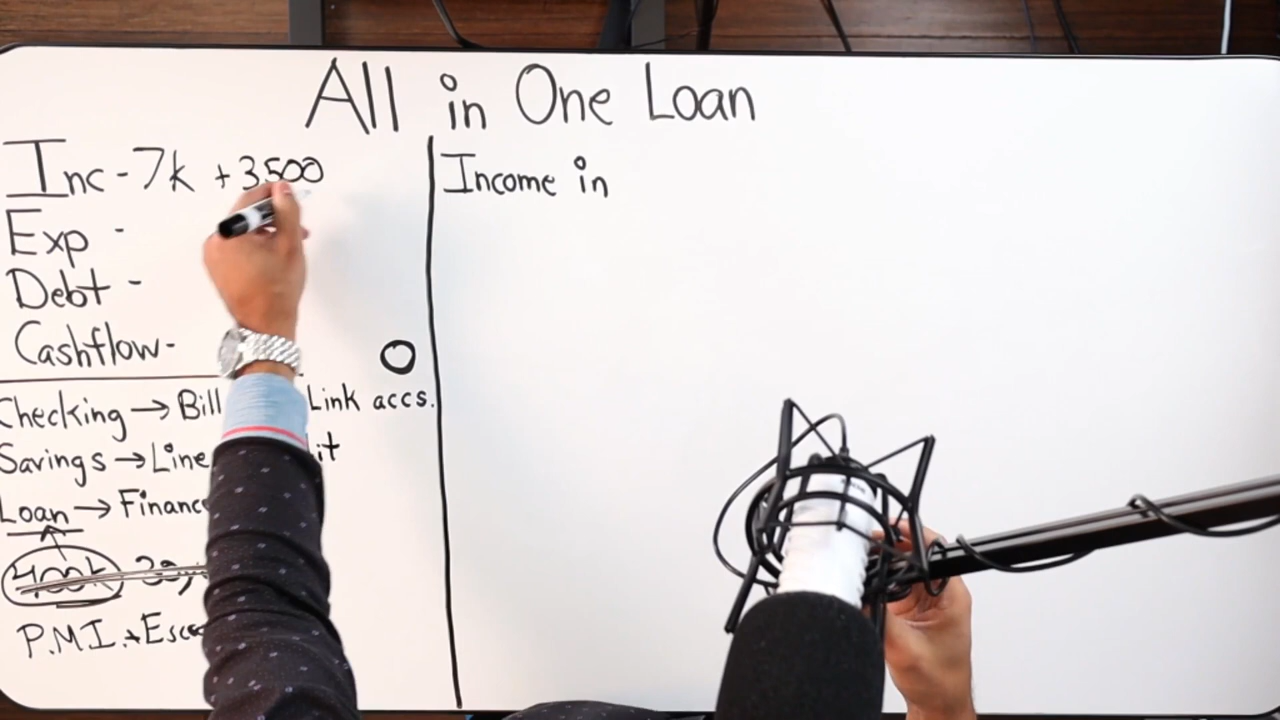 All in One Loan
Inc - 7k + 3500
Exp -
Debt -
Cashflow -
Checking → Bill Link accs.
Savings → Line it
Loan → Finance
400k
P.M.I. +
Income in